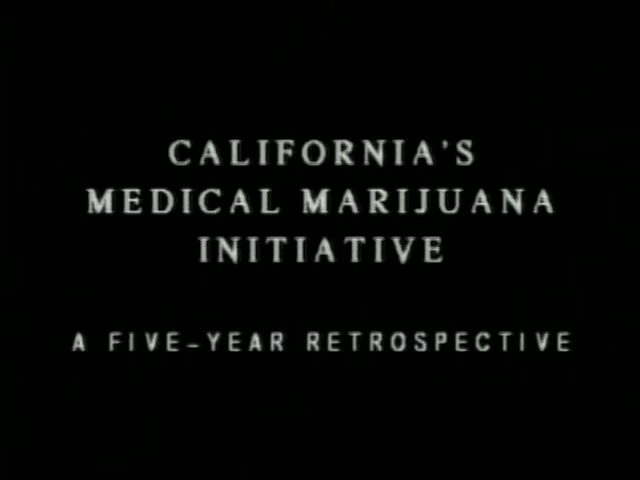 CALIFORNIA'S
MEDICAL MARIJUANA
INITIATIVE
A FIVE-YEAR RETROSPECTIVE